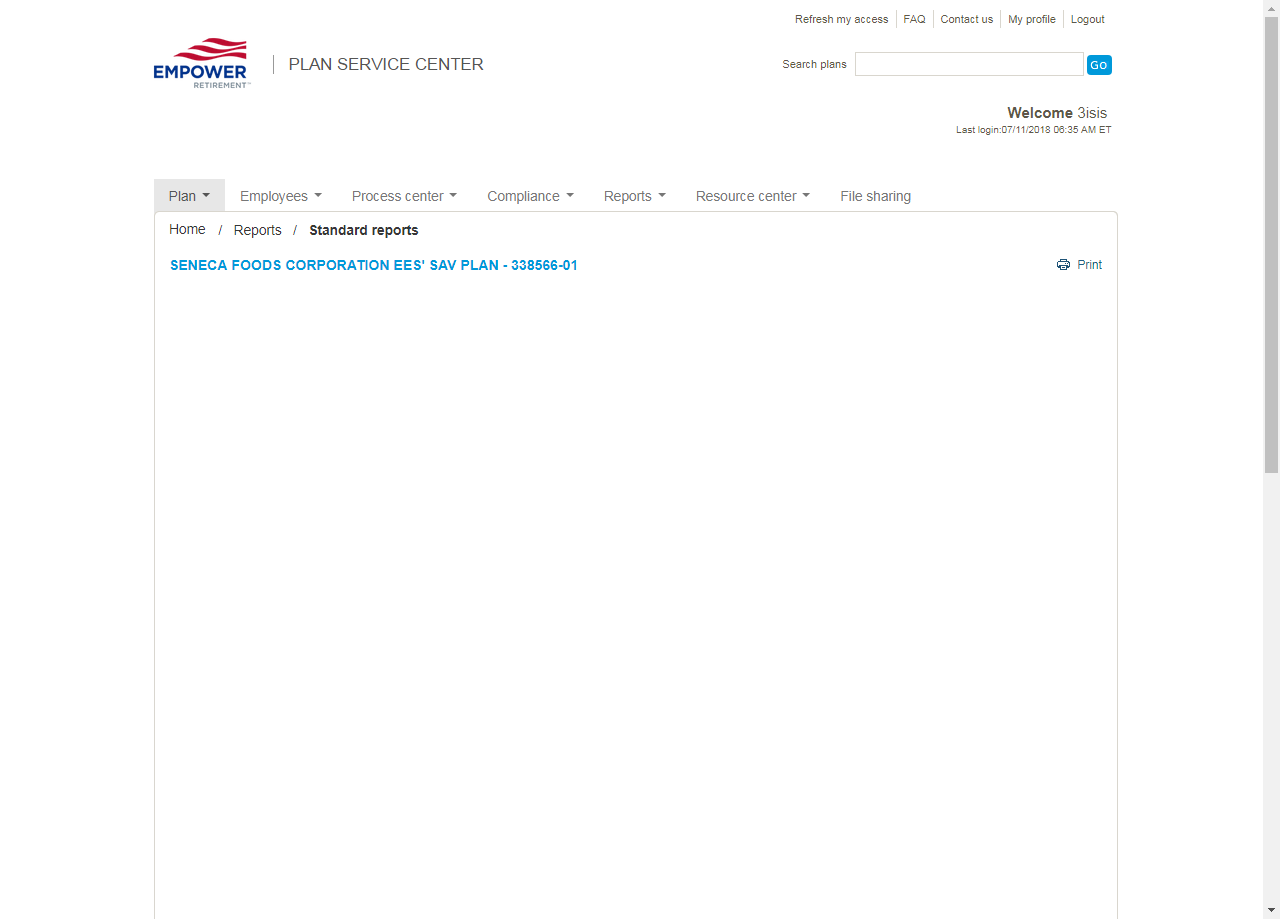 Refresh my access FAQ Contact us My profile Logout
EMPOWER
RETIREMENT™
PLAN SERVICE CENTER
Search plans Go
Welcome 3isis
Last login:07/11/2018 06:35 AM ET
Plan Employees Process center Compliance Reports Resource center File sharing
Home / Reports / Standard reports
SENECA FOODS CORPORATION EES' SAV PLAN - 338566-01 Print